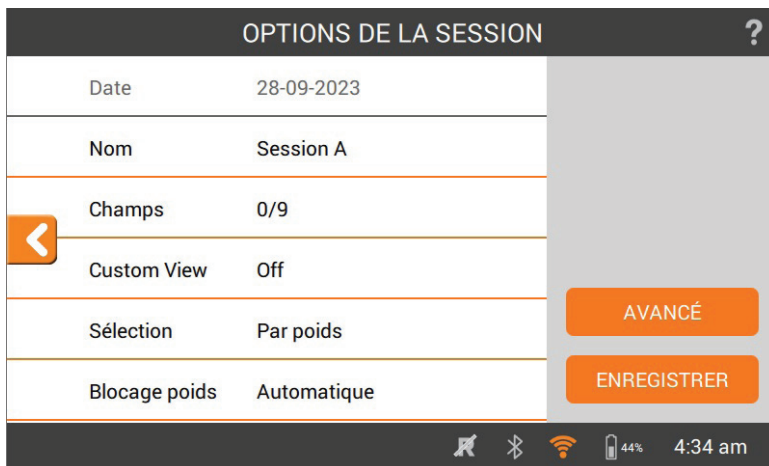 OPTIONS DE LA SESSION ?
Date 28-09-2023
Nom Session A
Champs 0/9
Custom View Off
Sélection Par poids
AVANCÉ
Blocage poids Automatique
ENREGISTRER
44% 4:34 am